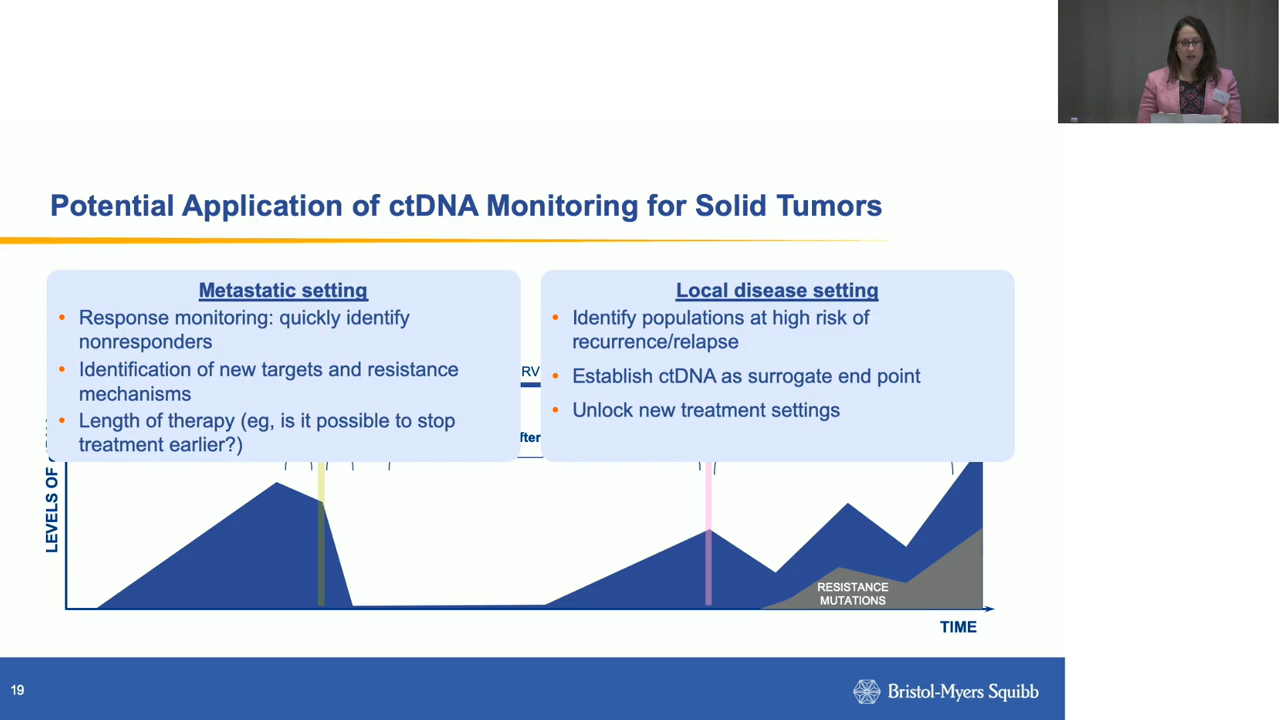 Potential Application of ctDNA Monitoring for Solid Tumors
Metastatic setting
• Response monitoring: quickly identify
nonresponders
• Identification of new targets and resistance
mechanisms
• Length of therapy (eg, is it possible to stop
treatment earlier?)
Local disease setting
• Identify populations at high risk of
recurrence/relapse
• Establish ctDNA as surrogate end point
• Unlock new treatment settings
RV
fter
LEVELS OF
RESISTANCE
MUTATIONS
TIME
19
Bristol-Myers Squibb